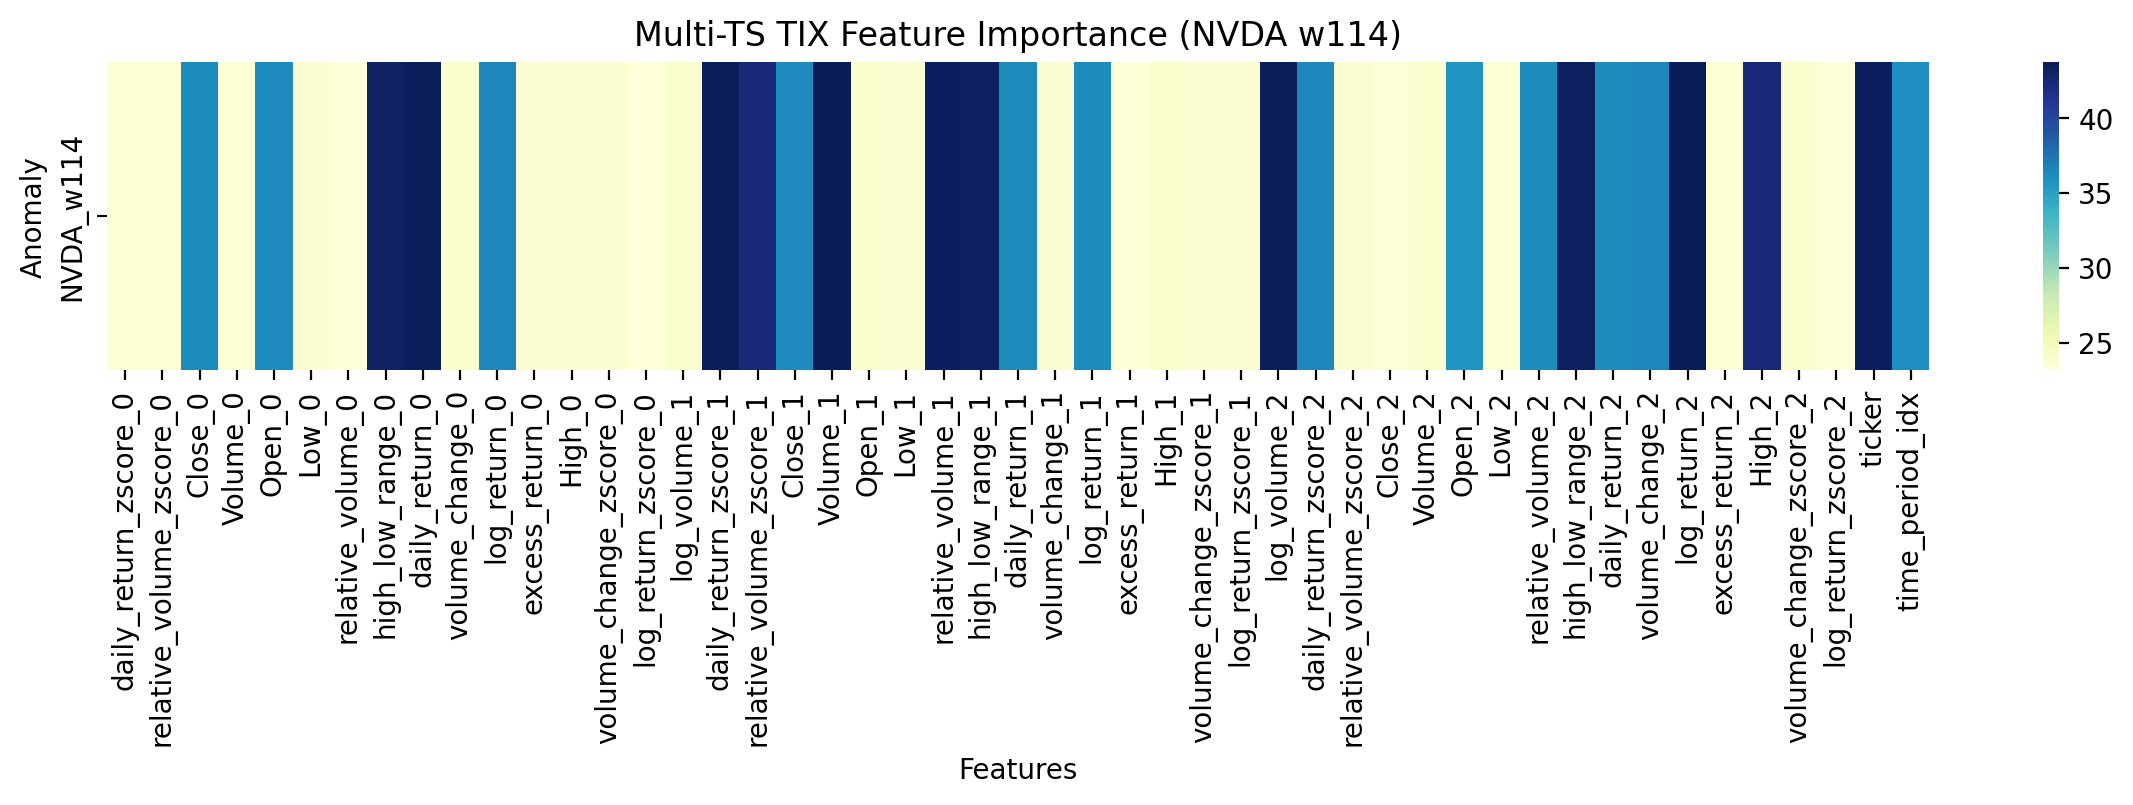 Multi-TS TIX Feature Importance (NVDA w114)
Anomaly
NVDA_w114
40
35
30
25
daily_return_zscore_0
relative_volume_zscore_0
Close_0
Volume_0
Open_0
Low_0
relative_volume_0
high_low_range_0
daily_return_0
volume_change_0
log_return_0
excess_return_0
High_0
volume_change_zscore_0
log_return_zscore_0
log_volume_1
daily_return_zscore_1
relative_volume_zscore_1
Close_1
Volume_1
Open_1
Low_1
relative_volume_1
high_low_range_1
daily_return_1
volume_change_1
log_return_1
excess_return_1
High_1
volume_change_zscore_1
log_return_zscore_1
log_volume_2
daily_return_zscore_2
relative_volume_zscore_2
Close_2
Volume_2
Open_2
Low_2
relative_volume_2
high_low_range_2
daily_return_2
volume_change_2
log_return_2
excess_return_2
High_2
volume_change_zscore_2
log_return_zscore_2
ticker
time_period_idx
Features